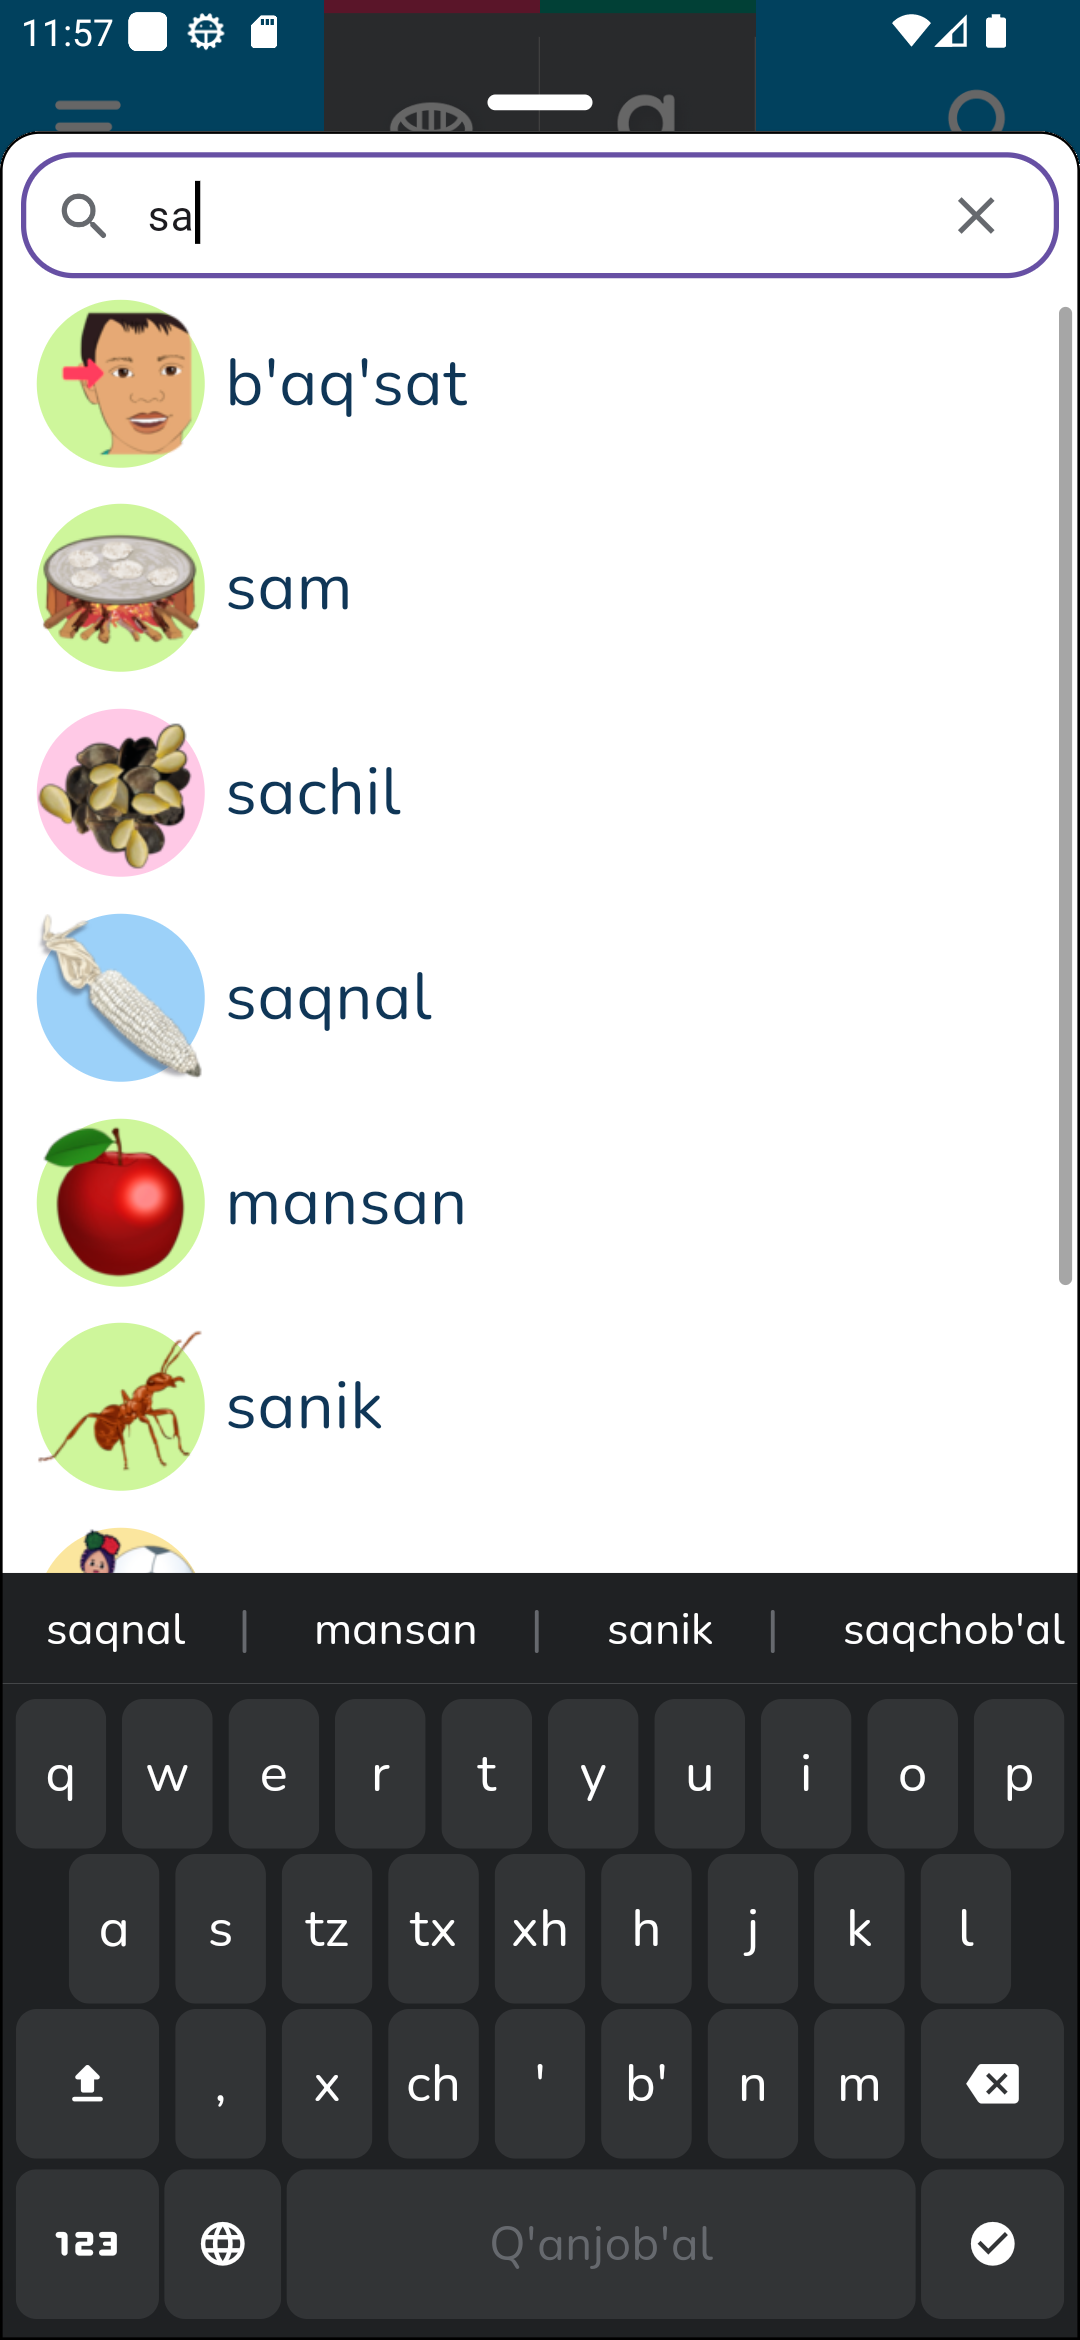 11:57
a
sa
b'aq'sat
sam
sachil
saqnal
mansan
sanik
saqnal | mansan | sanik | saqchob'al
q w e r t y u i o p
a s tz tx xh h j k l
, x ch ' b' n m
123 Q'anjob'al